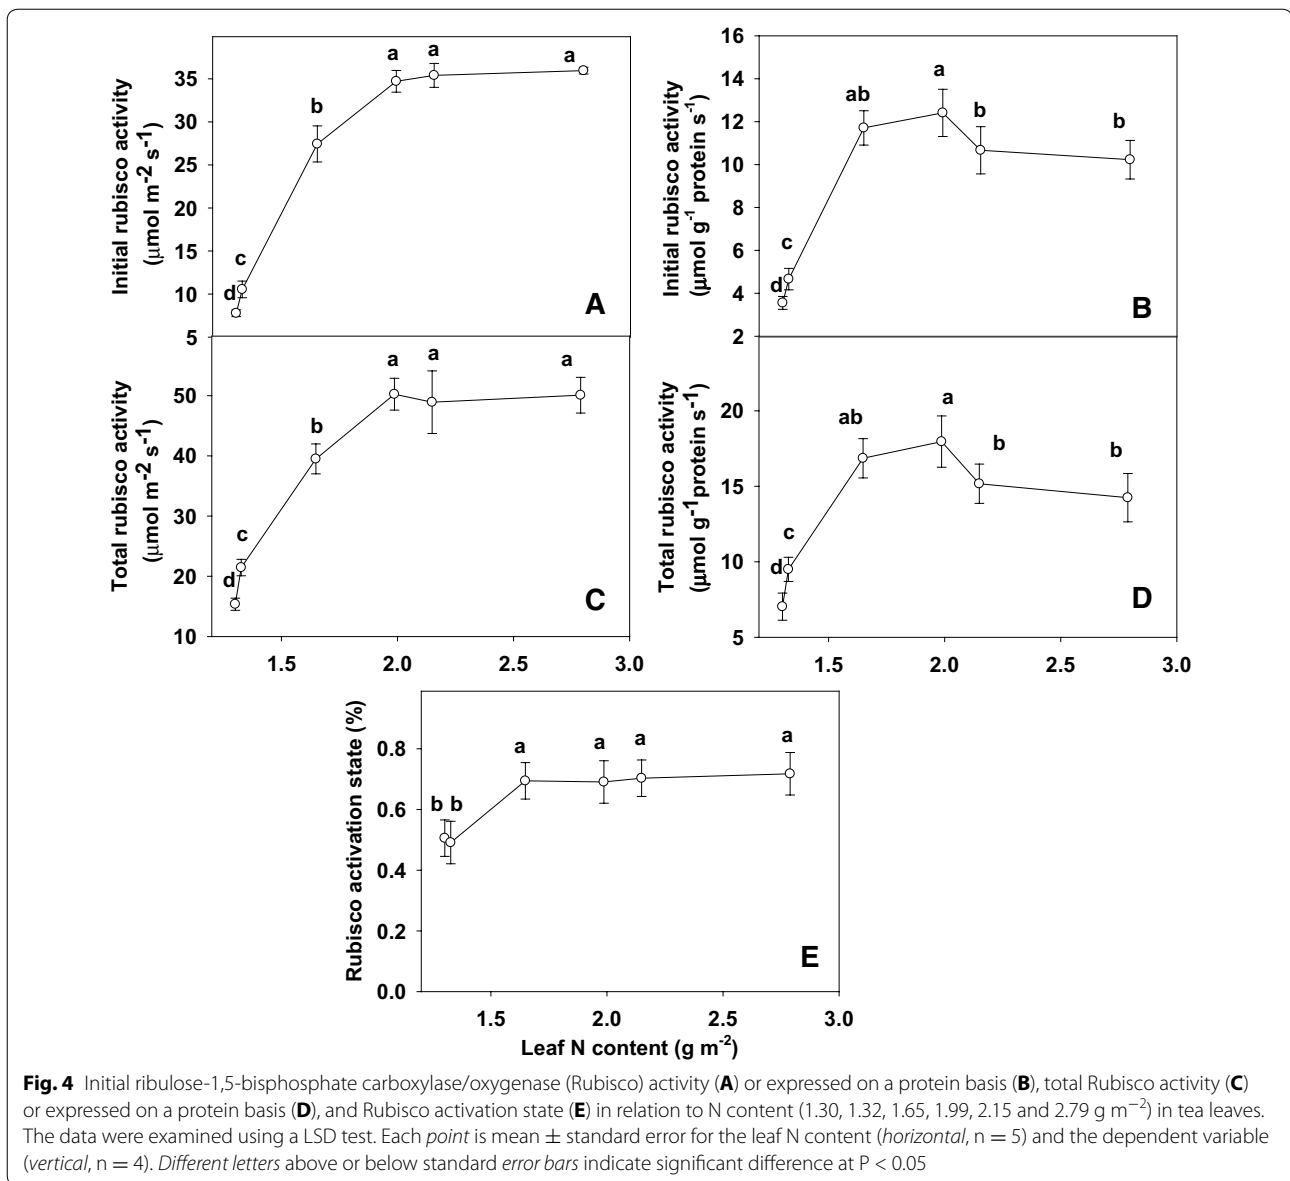 Initial rubisco activity
(µmol m⁻² s⁻¹)
35
30
25
20
15
10
5
d
c
b
a
a
a
A
Initial rubisco activity
(µmol g⁻¹ protein s⁻¹)
16
14
12
10
8
6
4
2
d
c
ab
a
b
b
B
Total rubisco activity
(µmol m⁻² s⁻¹)
50
40
30
20
10
d
c
b
a
a
a
C
1.5 2.0 2.5 3.0
Total rubisco activity
(µmol g⁻¹protein s⁻¹)
20
15
10
5
d
c
ab
a
b
b
D
1.5 2.0 2.5 3.0
Rubisco activation state (%)
0.8
0.6
0.4
0.2
0.0
b b
a
a
a
a
E
1.5 2.0 2.5 3.0
Leaf N content (g m⁻²)
Fig. 4 Initial ribulose-1,5-bisphosphate carboxylase/oxygenase (Rubisco) activity (A) or expressed on a protein basis (B), total Rubisco activity (C)
or expressed on a protein basis (D), and Rubisco activation state (E) in relation to N content (1.30, 1.32, 1.65, 1.99, 2.15 and 2.79 g m⁻²) in tea leaves.
The data were examined using a LSD test. Each point is mean ± standard error for the leaf N content (horizontal, n = 5) and the dependent variable
(vertical, n = 4). Different letters above or below standard error bars indicate significant difference at P < 0.05